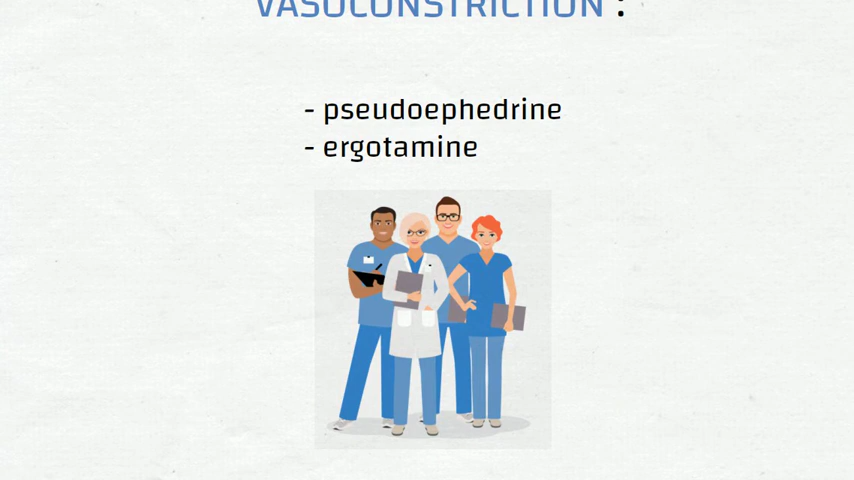 VASOCONSTRICTION :
- pseudoephedrine
- ergotamine